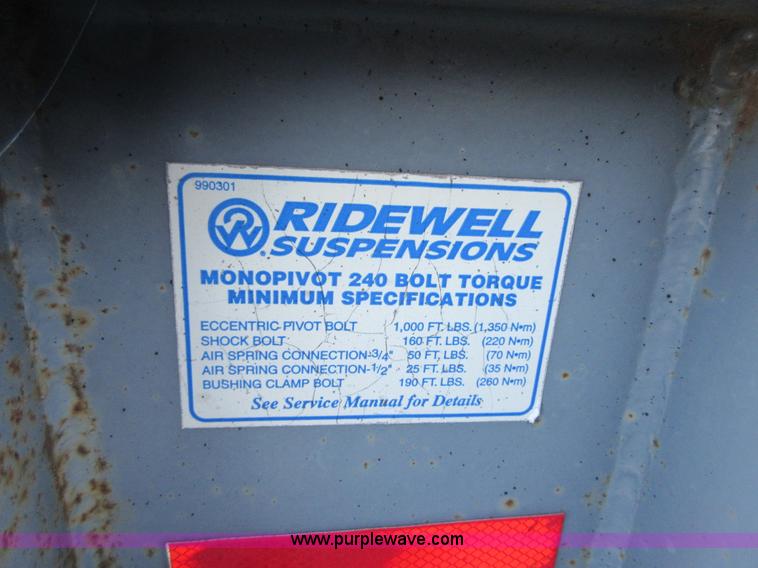 990301
RIDEWELL
SUSPENSIONS
MONOPIVOT 240 BOLT TORQUE
MINIMUM SPECIFICATIONS
ECCENTRIC PIVOT BOLT 1,000 FT. LBS. (1,350 N•m)
SHOCK BOLT 160 FT. LBS. (220 N•m)
AIR SPRING CONNECTION-3/4" 50 FT. LBS. (70 N•m)
AIR SPRING CONNECTION-1/2" 25 FT. LBS. (35 N•m)
BUSHING CLAMP BOLT 190 FT. LBS. (260 N•m)
See Service Manual for Details
www.purplewave.com